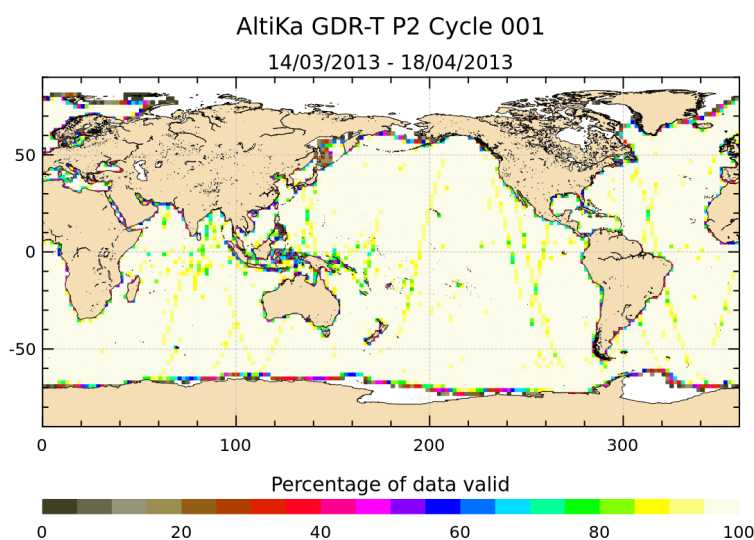 AltiKa GDR-T P2 Cycle 001
14/03/2013 - 18/04/2013
50
0
-50
0 100 200 300
Percentage of data valid
0 20 40 60 80 100